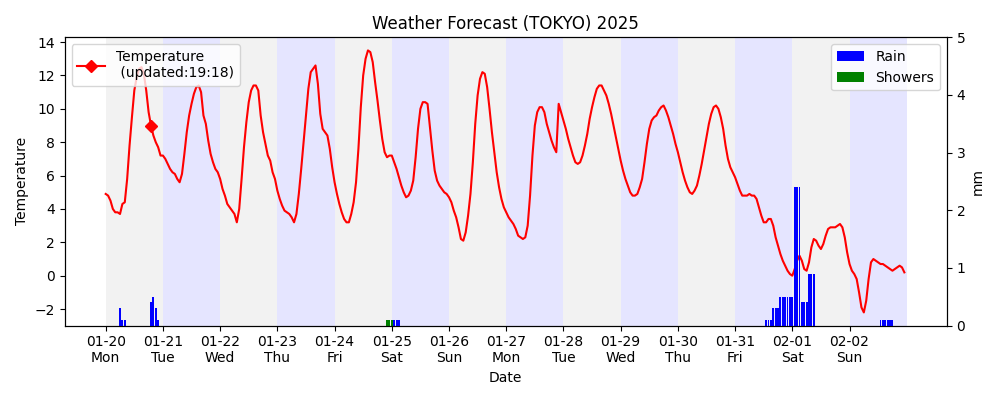 Weather Forecast (TOKYO) 2025
Temperature
(updated:19:18)
Rain
Showers
Temperature
14
12
10
8
6
4
2
0
−2
5
4
3
2
1
0
mm
01-20 01-21 01-22 01-23 01-24 01-25 01-26 01-27 01-28 01-29 01-30 01-31 02-01 02-02
Mon Tue Wed Thu Fri Sat Sun Mon Tue Wed Thu Fri Sat Sun
Date